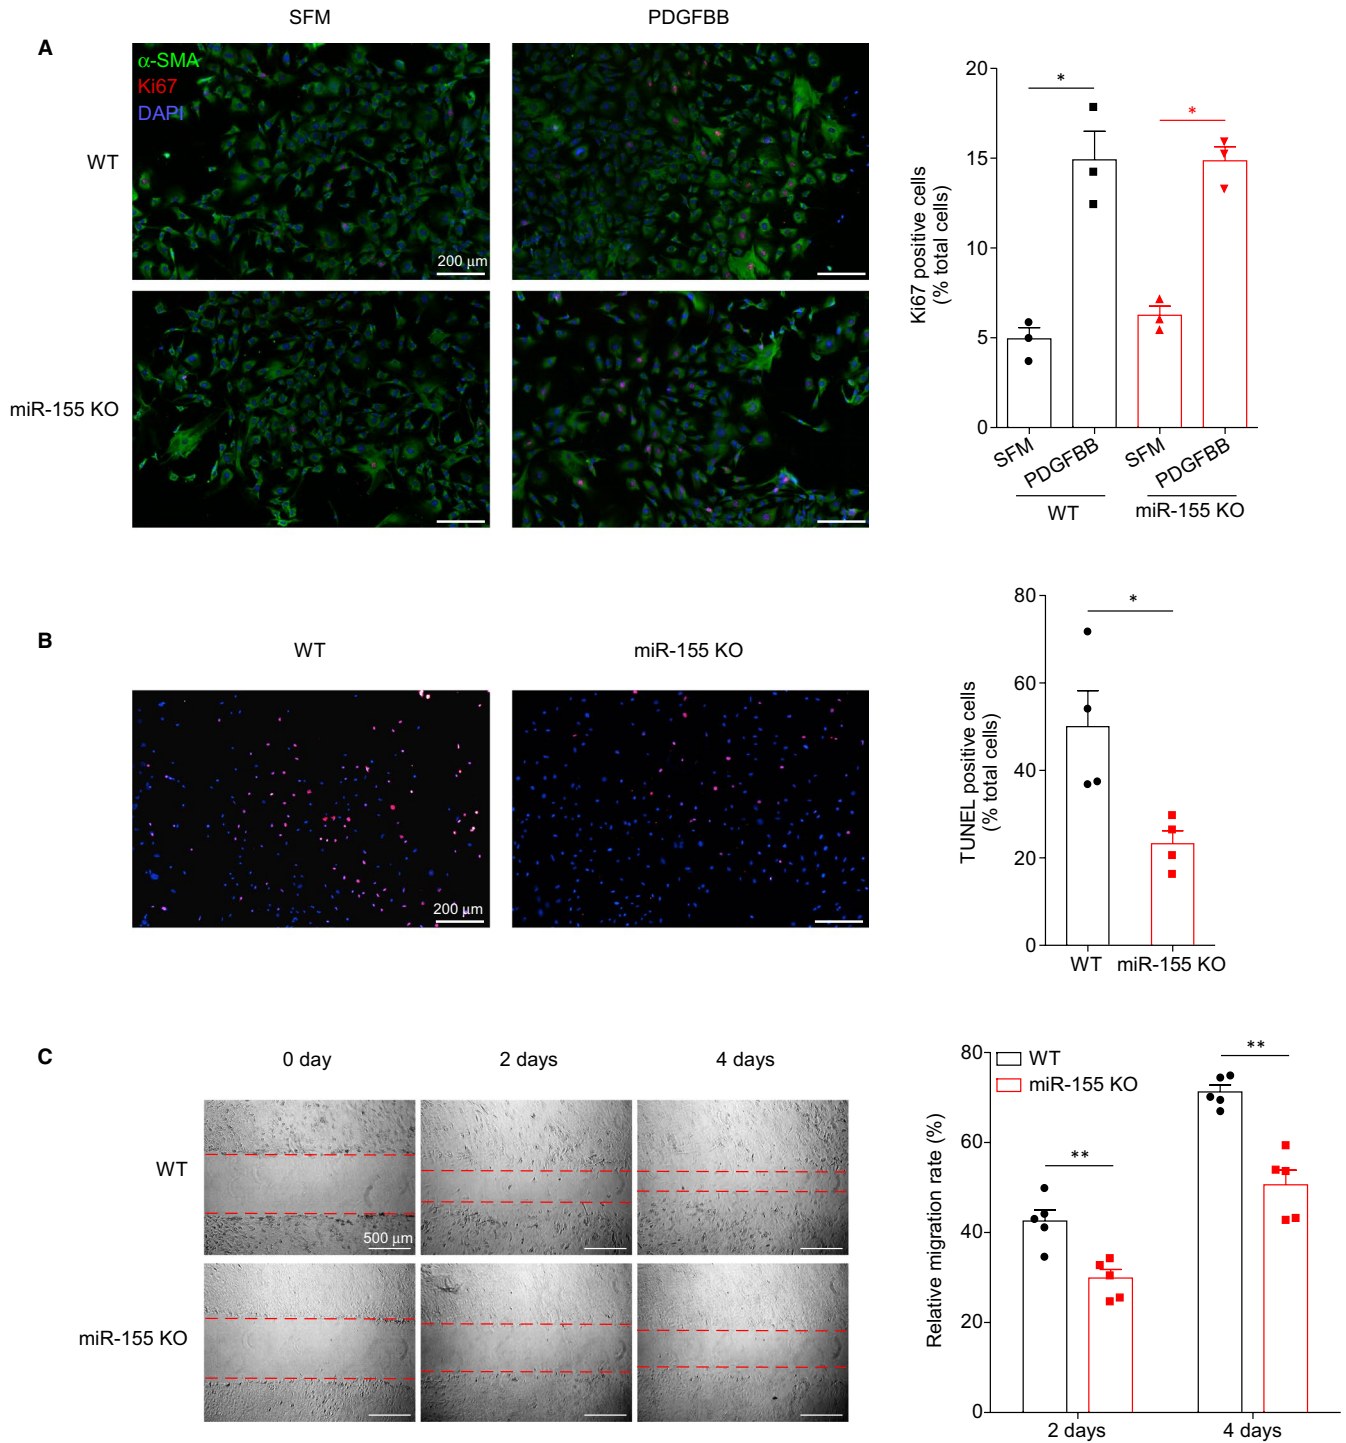 SFM
PDGFBB
A
α-SMA
Ki67
DAPI
WT
200 μm
miR-155 KO
Ki67 positive cells
(% total cells)
20
15
10
5
0
*
*
SFM
PDGFBB
SFM
PDGFBB
WT
miR-155 KO
B
WT
miR-155 KO
200 μm
TUNEL positive cells
(% total cells)
80
60
40
20
0
*
WT
miR-155 KO
C
0 day
2 days
4 days
WT
500 μm
miR-155 KO
Relative migration rate (%)
80
60
40
20
0
WT
miR-155 KO
**
**
2 days
4 days